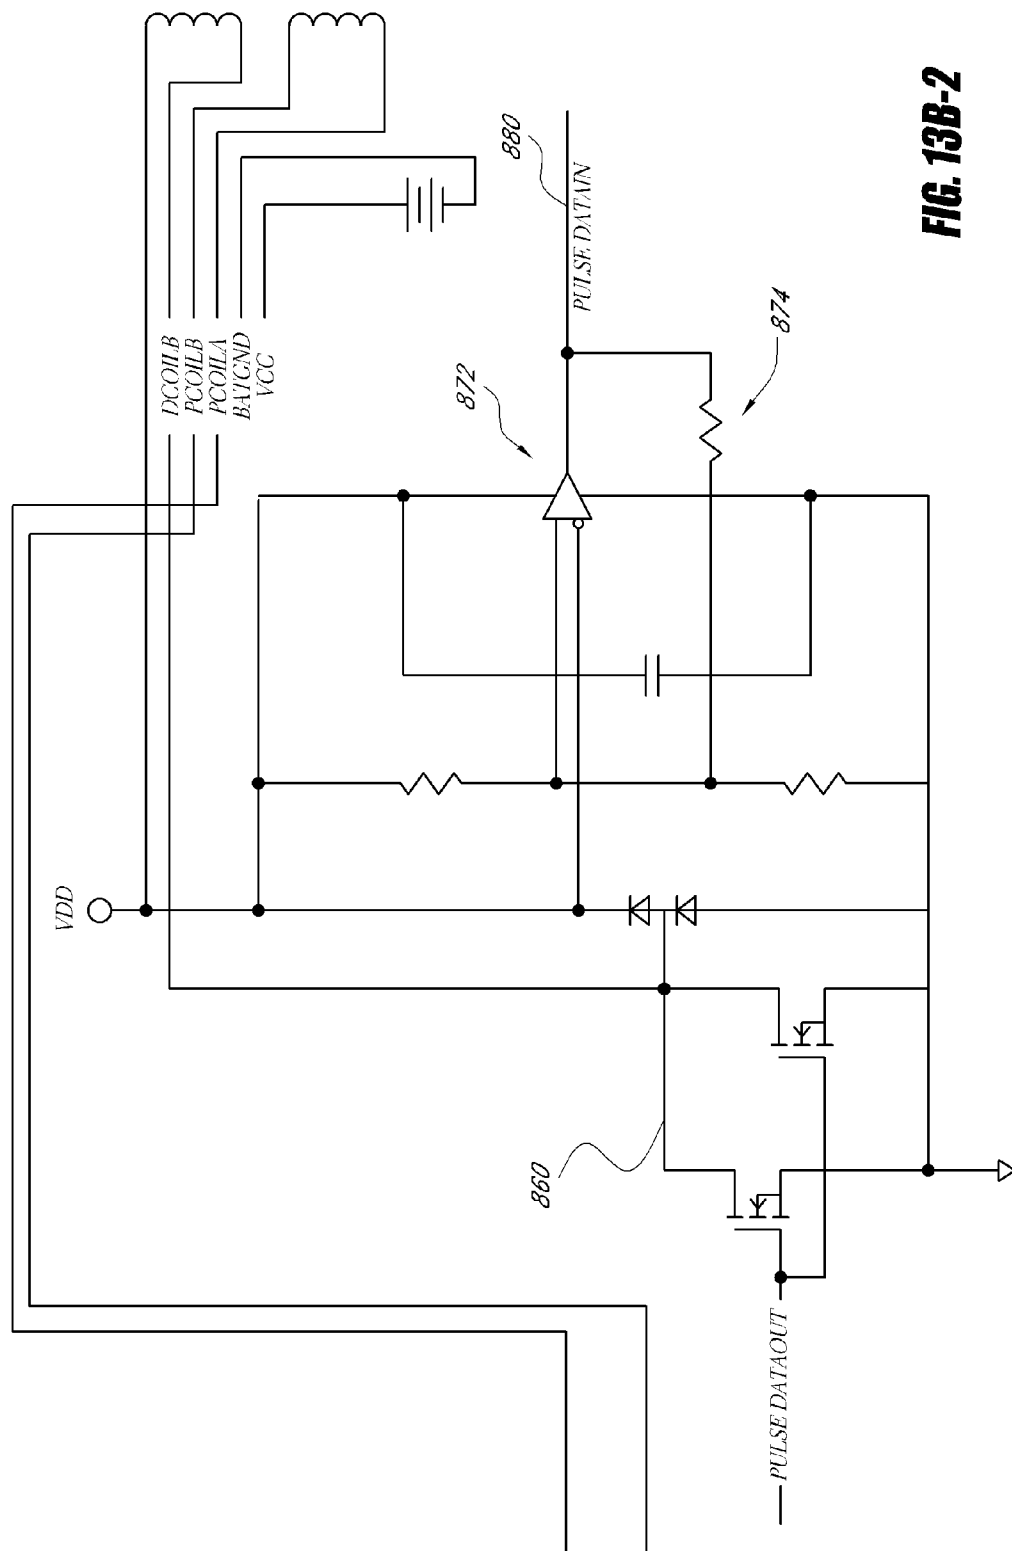 DCOILB
PCOILB
PCOILA
BATGND
VCC
880
PULSE DATAIN
872
874
VDD
860
PULSE DATAOUT
FIG. 13B-2